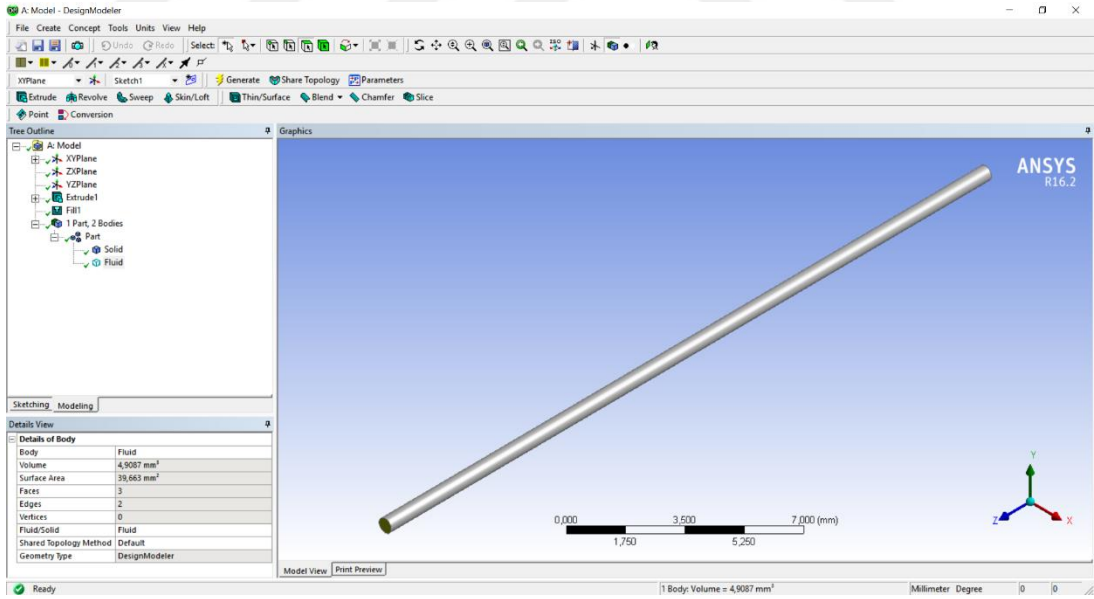 A: Model - DesignModeler
File Create Concept Tools Units View Help
Undo Redo Select:
XYPlane Sketch1 Generate Share Topology Parameters
Extrude Revolve Sweep Skin/Loft Thin/Surface Blend Chamfer Slice
Point Conversion
Tree Outline
A: Model
XYPlane
ZXPlane
YZPlane
Extrude1
Fill1
1 Part, 2 Bodies
Part
Solid
Fluid
Sketching Modeling
Details View
Details of Body
Body Fluid
Volume 4,9087 mm³
Surface Area 39,663 mm²
Faces 3
Edges 2
Vertices 0
Fluid/Solid Fluid
Shared Topology Method Default
Geometry Type DesignModeler
Graphics
ANSYS
R16.2
Y
Z X
0,000 3,500 7,000 (mm)
1,750 5,250
Model View Print Preview
Ready 1 Body: Volume = 4,9087 mm³ Millimeter Degree 0 0